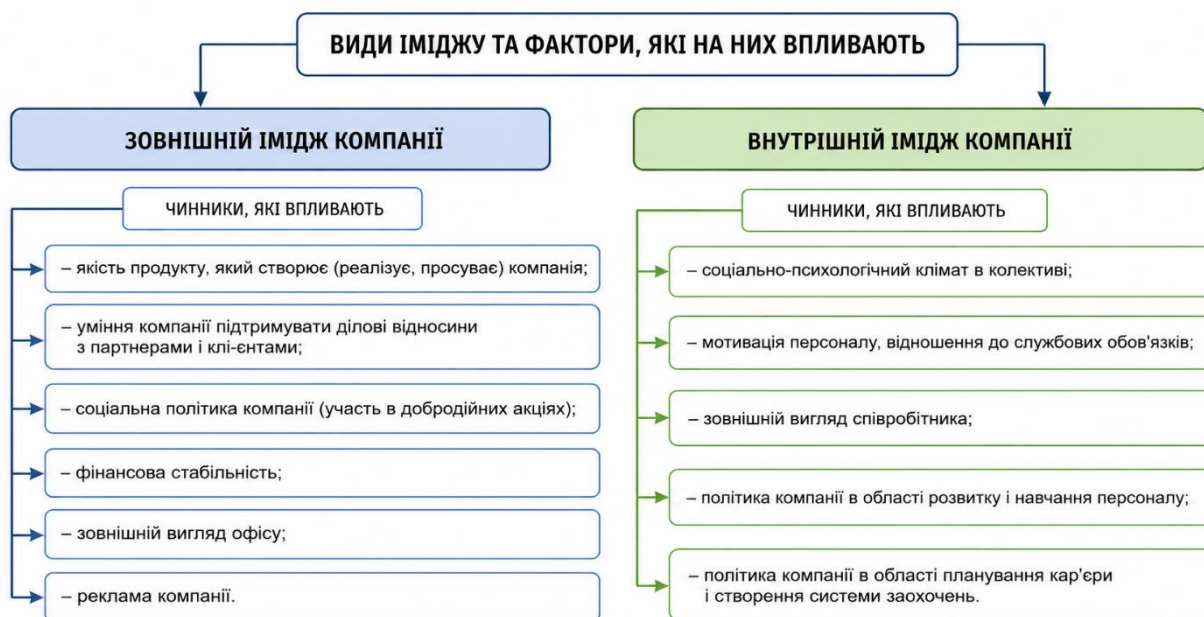 ВИДИ ІМІДЖУ ТА ФАКТОРИ, ЯКІ НА НИХ ВПЛИВАЮТЬ
ЗОВНІШНІЙ ІМІДЖ КОМПАНІЇ
ЧИННИКИ, ЯКІ ВПЛИВАЮТЬ
– якість продукту, який створює (реалізує, просуває) компанія;
– уміння компанії підтримувати ділові відносини
з партнерами і клі-єнтами;
– соціальна політика компанії (участь в добродійних акціях);
– фінансова стабільність;
– зовнішній вигляд офісу;
– реклама компанії.
ВНУТРІШНІЙ ІМІДЖ КОМПАНІЇ
ЧИННИКИ, ЯКІ ВПЛИВАЮТЬ
– соціально-психологічний клімат в колективі;
– мотивація персоналу, відношення до службових обов'язків;
– зовнішній вигляд співробітника;
– політика компанії в області розвитку і навчання персоналу;
– політика компанії в області планування кар'єри
і створення системи заохочень.